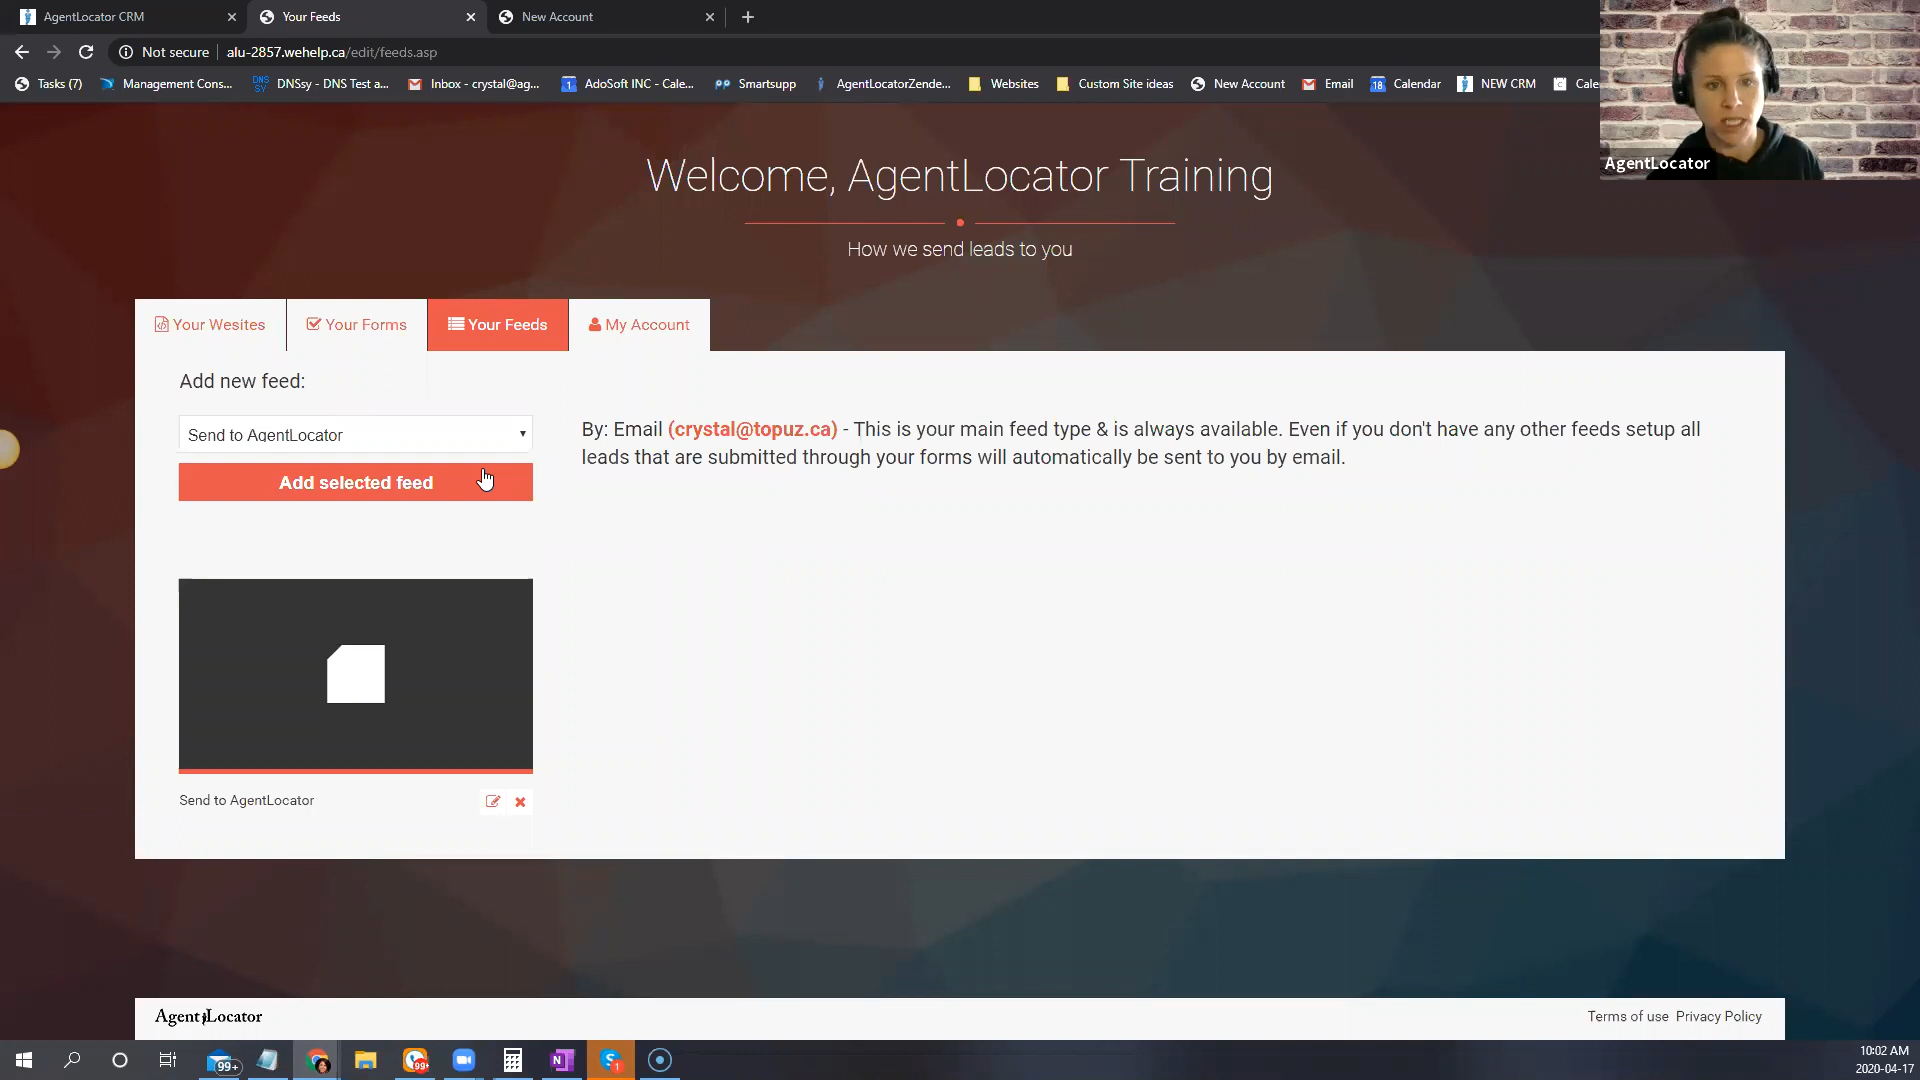 AgentLocator CRM
Your Feeds
New Account
Not secure
alu-2857.wehelp.ca/edit/feeds.asp
Tasks (7)
Management Cons...
DNSsy - DNS Test a...
Inbox - crystal@ag...
AdoSoft INC - Cale...
Smartsupp
AgentLocatorZende...
Websites
Custom Site ideas
New Account
Email
Calendar
NEW CRM
Cale
AgentLocator
Welcome, AgentLocator Training
How we send leads to you
Your Wesites
Your Forms
Your Feeds
My Account
Add new feed:
Send to AgentLocator
Add selected feed
By: Email (crystal@topuz.ca) - This is your main feed type & is always available. Even if you don't have any other feeds setup all
leads that are submitted through your forms will automatically be sent to you by email.
Send to AgentLocator
AgentLocator
Terms of use Privacy Policy
99+
99+
10:02 AM
2020-04-17